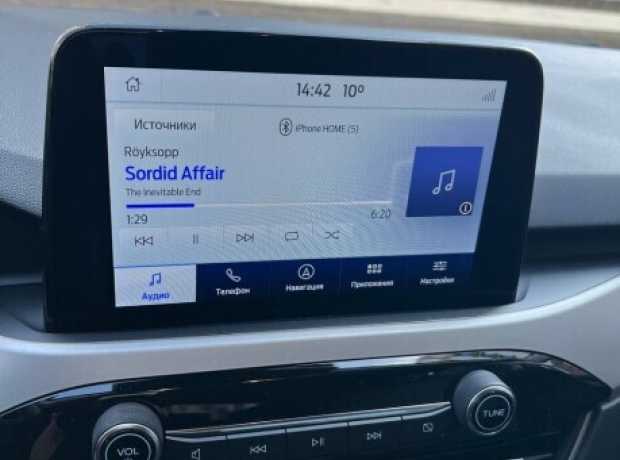 14:42 10°
Источники
iPhone HOME (5)
Röyksopp
Sordid Affair
The Inevitable End
1:29 6:20
Аудио Телефон Навигация Приложения Настройки
VOL TUNE